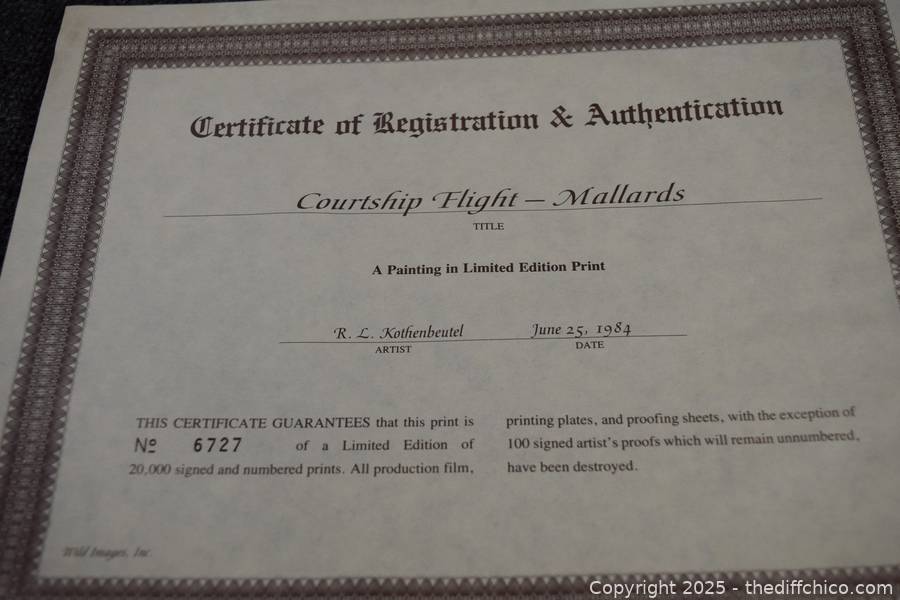 Certificate of Registration & Authentication
Courtship Flight – Mallards
TITLE
A Painting in Limited Edition Print
R. L. Kothenbeutel June 25, 1984
ARTIST DATE
THIS CERTIFICATE GUARANTEES that this print is
Nº 6727 of a Limited Edition of
20,000 signed and numbered prints. All production film,
printing plates, and proofing sheets, with the exception of
100 signed artist's proofs which will remain unnumbered,
have been destroyed.
Wild Images, Inc.
Copyright 2025 - thediffchico.com